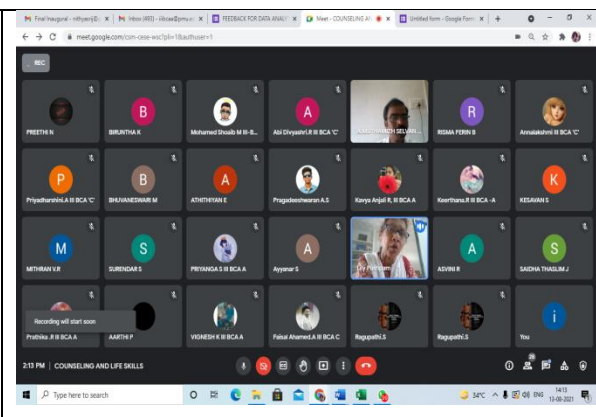 Final Inaugural - nithyasrij@
Inbox (493) -
FEEDBACK FOR DATA ANALY
Meet - COUNSELING AN
Untitled form - Google Form
meet.google.com/csm-cese-wsc?pli=1&authuser=1
REC
PREETHI N
B
BIRUNTHA K
Mohamed Shoaib M III-B...
A
Abi Divyashri.R III BCA 'C'
SELVAN
R
RISMA FERIN B
Annalakshmi III BCA 'C'
P
Priyadharshini.A III BCA 'C'
B
BHUVANESWARI M
A
ATHITHIYAN E
Pragadeeshwaran A.S
Kavya Anjali R, III BCA A
Keerthana.R III BCA -A
K
KESAVAN S
M
MITHRAN V.R
S
SURENDAR S
PRIYANGA S III BCA A
A
Ayyanar S
A
ASVINI R
S
SAIDHA THASLIM J
Recording will start soon
Prathika .R III BCA A
AARTHI P
VIGNESH K III BCA A
Faisal Ahamed.A III BCA C
Ragupathi.S
Ragupathi.S
i
You
2:13 PM | COUNSELING AND LIFE SKILLS
28
Type here to search
34°C
ENG
14:13
13-08-2021